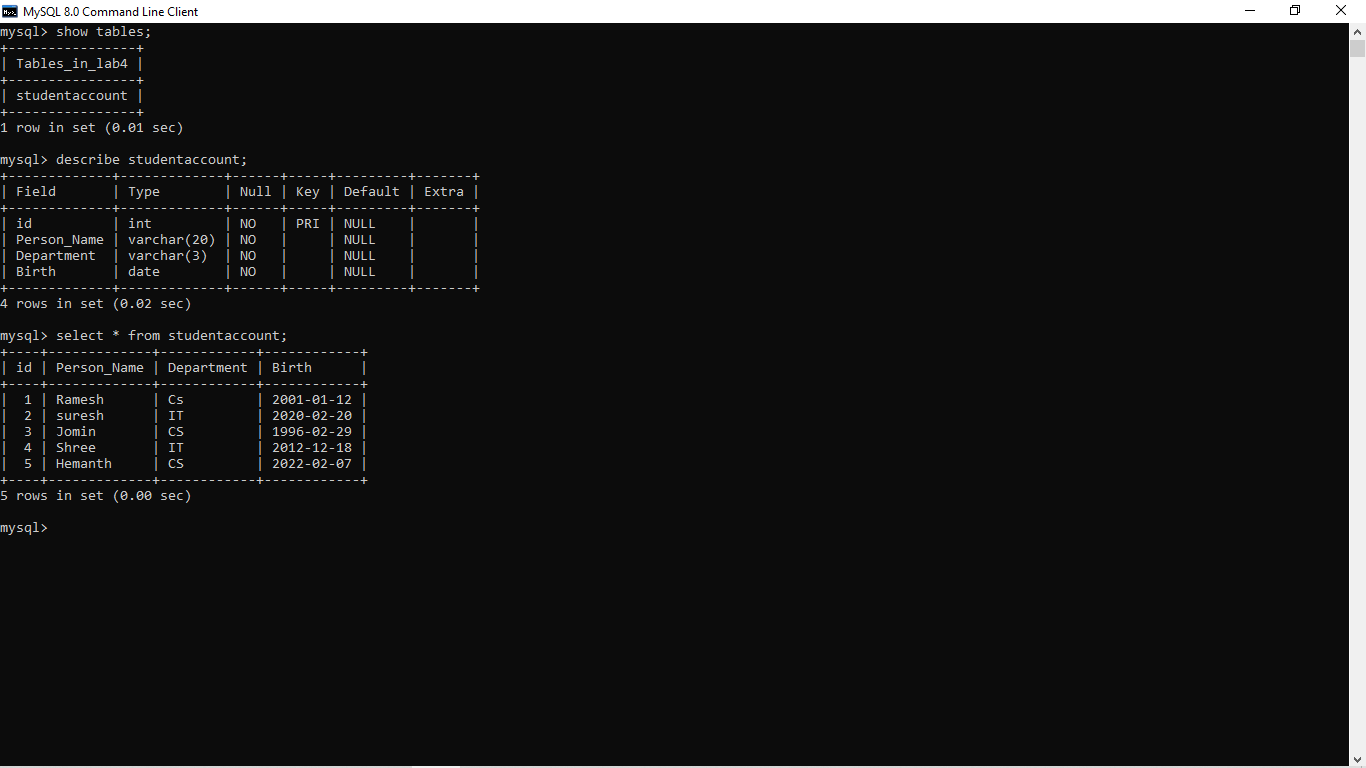 MySQL 8.0 Command Line Client
mysql> show tables;
+----------------+
| Tables_in_lab4 |
+----------------+
| studentaccount |
+----------------+
1 row in set (0.01 sec)
mysql> describe studentaccount;
+-------------+-------------+------+-----+---------+-------+
| Field       | Type        | Null | Key | Default | Extra |
+-------------+-------------+------+-----+---------+-------+
| id          | int         | NO   | PRI | NULL    |       |
| Person_Name | varchar(20) | NO   |     | NULL    |       |
| Department  | varchar(3)  | NO   |     | NULL    |       |
| Birth       | date        | NO   |     | NULL    |       |
+-------------+-------------+------+-----+---------+-------+
4 rows in set (0.02 sec)
mysql> select * from studentaccount;
+----+-------------+------------+------------+
| id | Person_Name | Department | Birth      |
+----+-------------+------------+------------+
|  1 | Ramesh      | Cs         | 2001-01-12 |
|  2 | suresh      | IT         | 2020-02-20 |
|  3 | Jomin       | CS         | 1996-02-29 |
|  4 | Shree       | IT         | 2012-12-18 |
|  5 | Hemanth     | CS         | 2022-02-07 |
+----+-------------+------------+------------+
5 rows in set (0.00 sec)
mysql>